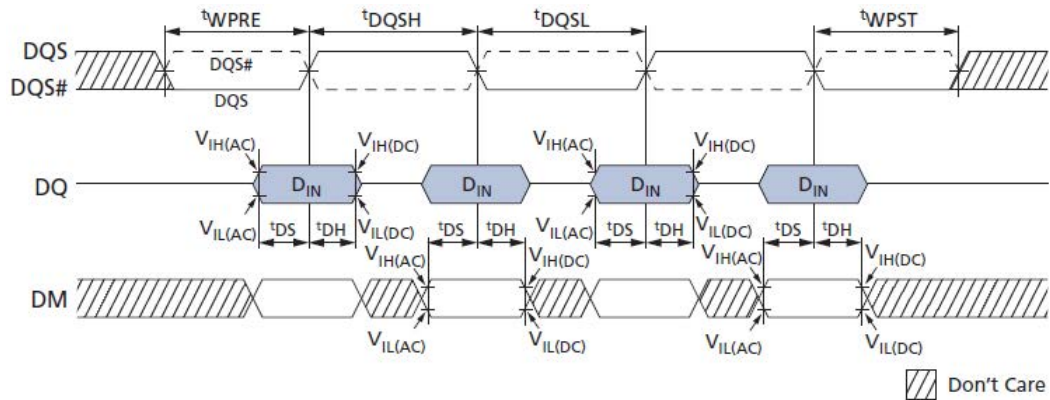 tWPRE tDQSH tDQSL tWPST
DQS
DQS#
DQS#
DQS
VIH(AC) VIH(DC) VIH(AC) VIH(DC)
DQ DIN DIN DIN DIN
VIL(AC) VIL(DC) VIL(AC) VIL(DC)
tDS tDH tDS tDH tDS tDH tDS tDH
VIH(AC) VIH(DC) VIH(AC) VIH(DC)
DM
VIL(AC) VIL(DC) VIL(AC) VIL(DC)
Don't Care